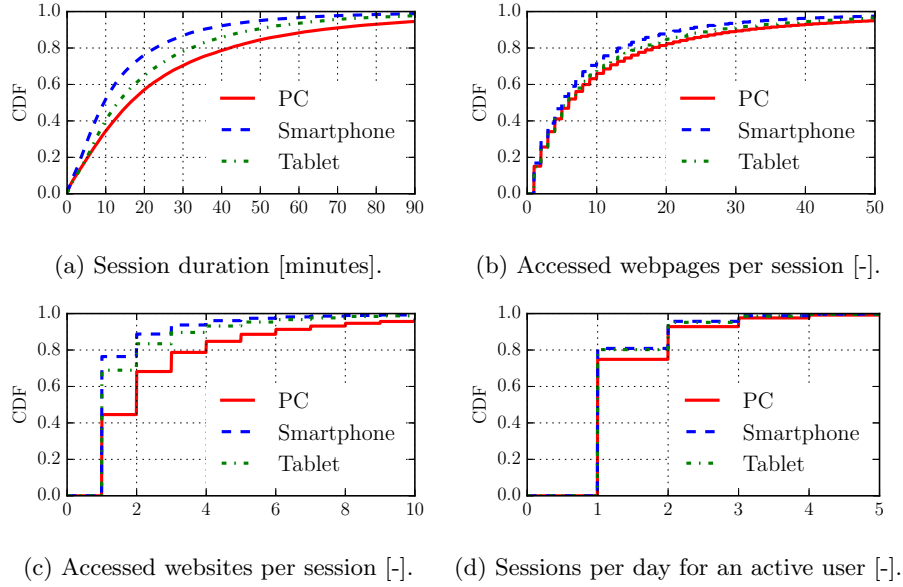 1.0
0.8
0.6
0.4
0.2
0.0
CDF
PC
Smartphone
Tablet
0 10 20 30 40 50 60 70 80 90
(a) Session duration [minutes].
1.0
0.8
0.6
0.4
0.2
0.0
CDF
PC
Smartphone
Tablet
0 10 20 30 40 50
(b) Accessed webpages per session [-].
1.0
0.8
0.6
0.4
0.2
0.0
CDF
PC
Smartphone
Tablet
0 2 4 6 8 10
(c) Accessed websites per session [-].
1.0
0.8
0.6
0.4
0.2
0.0
CDF
PC
Smartphone
Tablet
0 1 2 3 4 5
(d) Sessions per day for an active user [-].